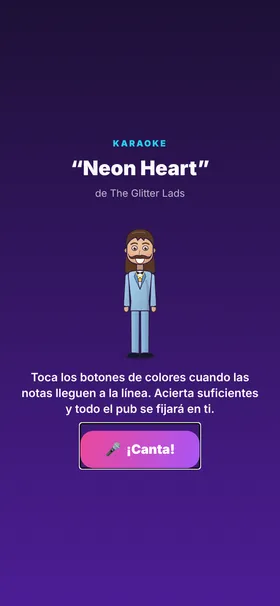 KARAOKE
“Neon Heart”
de The Glitter Lads
Toca los botones de colores cuando las
notas lleguen a la línea. Acierta suficientes
y todo el pub se fijará en ti.
¡Canta!